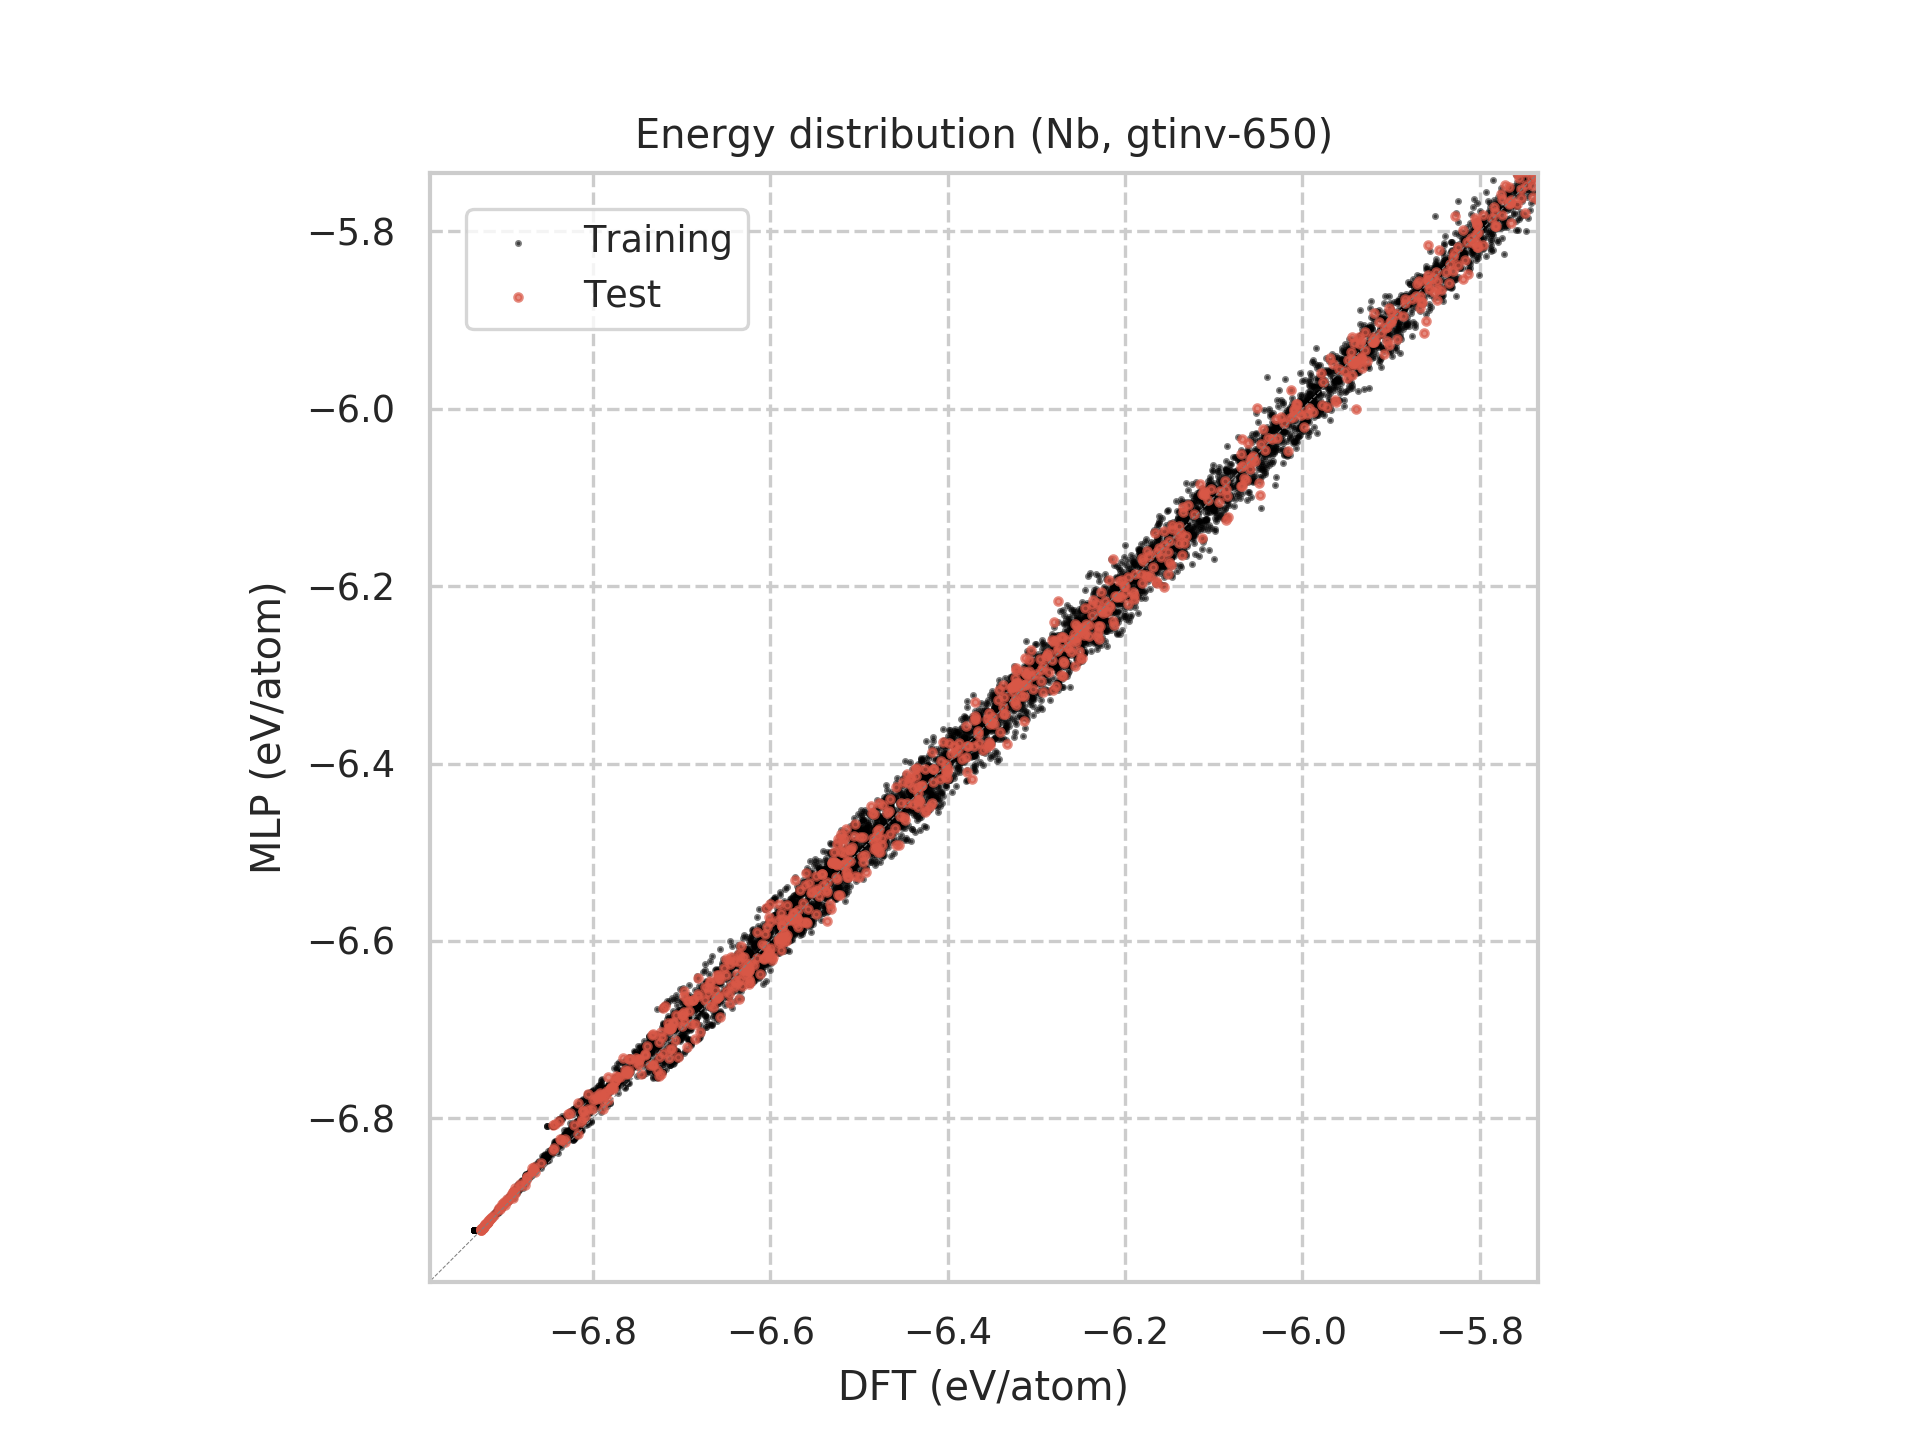 Energy distribution (Nb, gtinv-650)
Training
Test
−5.8
−6.0
−6.2
−6.4
−6.6
−6.8
MLP (eV/atom)
−6.8 −6.6 −6.4 −6.2 −6.0 −5.8
DFT (eV/atom)